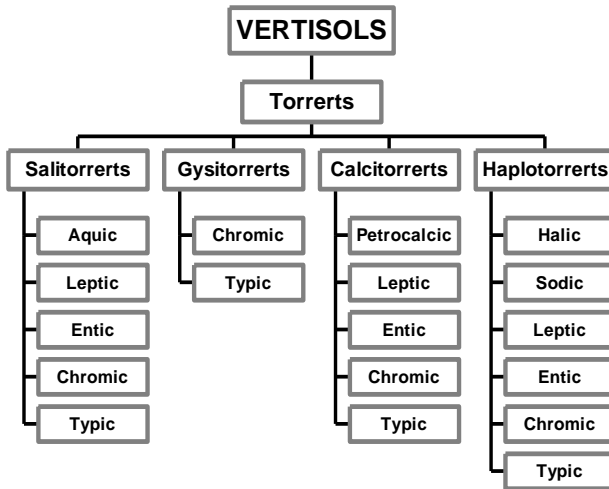 VERTISOLS
Torrerts
Salitorrerts
Gysitorrerts
Calcitorrerts
Haplotorrerts
Aquic
Leptic
Entic
Chromic
Typic
Chromic
Typic
Petrocalcic
Leptic
Entic
Chromic
Typic
Halic
Sodic
Leptic
Entic
Chromic
Typic